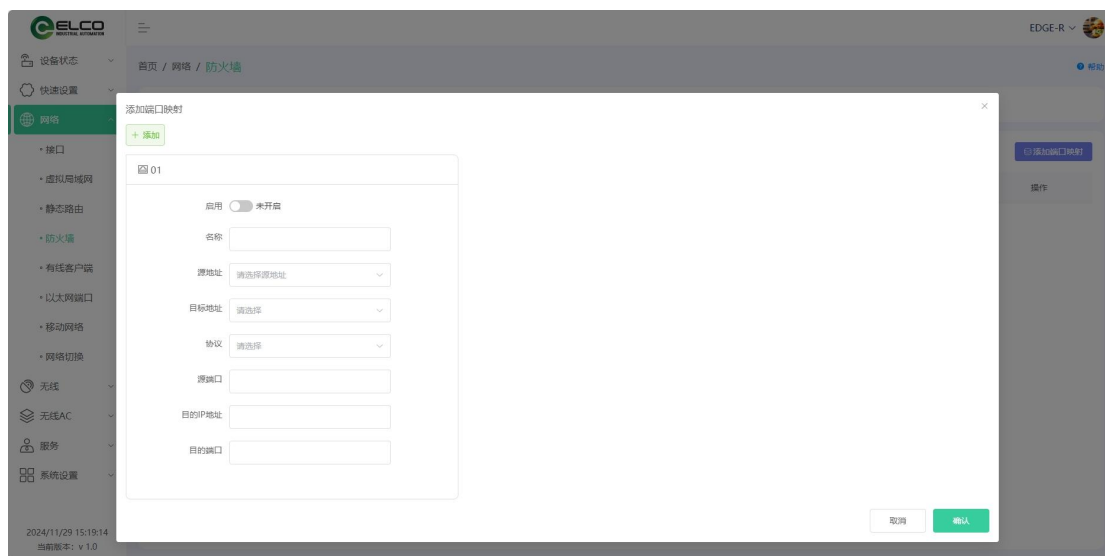 ELCO
INDUSTRIAL AUTOMATION
EDGE-R
设备状态
快速设置
网络
接口
虚拟局域网
静态路由
防火墙
有线客户端
以太网端口
移动网络
网络切换
无线
无线AC
服务
系统设置
2024/11/29 15:19:14
当前版本：v 1.0
首页 / 网络 / 防火墙
帮助
添加端口映射
操作
添加端口映射
+ 添加
01
启用 未开启
名称
源地址 请选择源地址
目标地址 请选择
协议 请选择
源端口
目的IP地址
目的端口
取消 确认